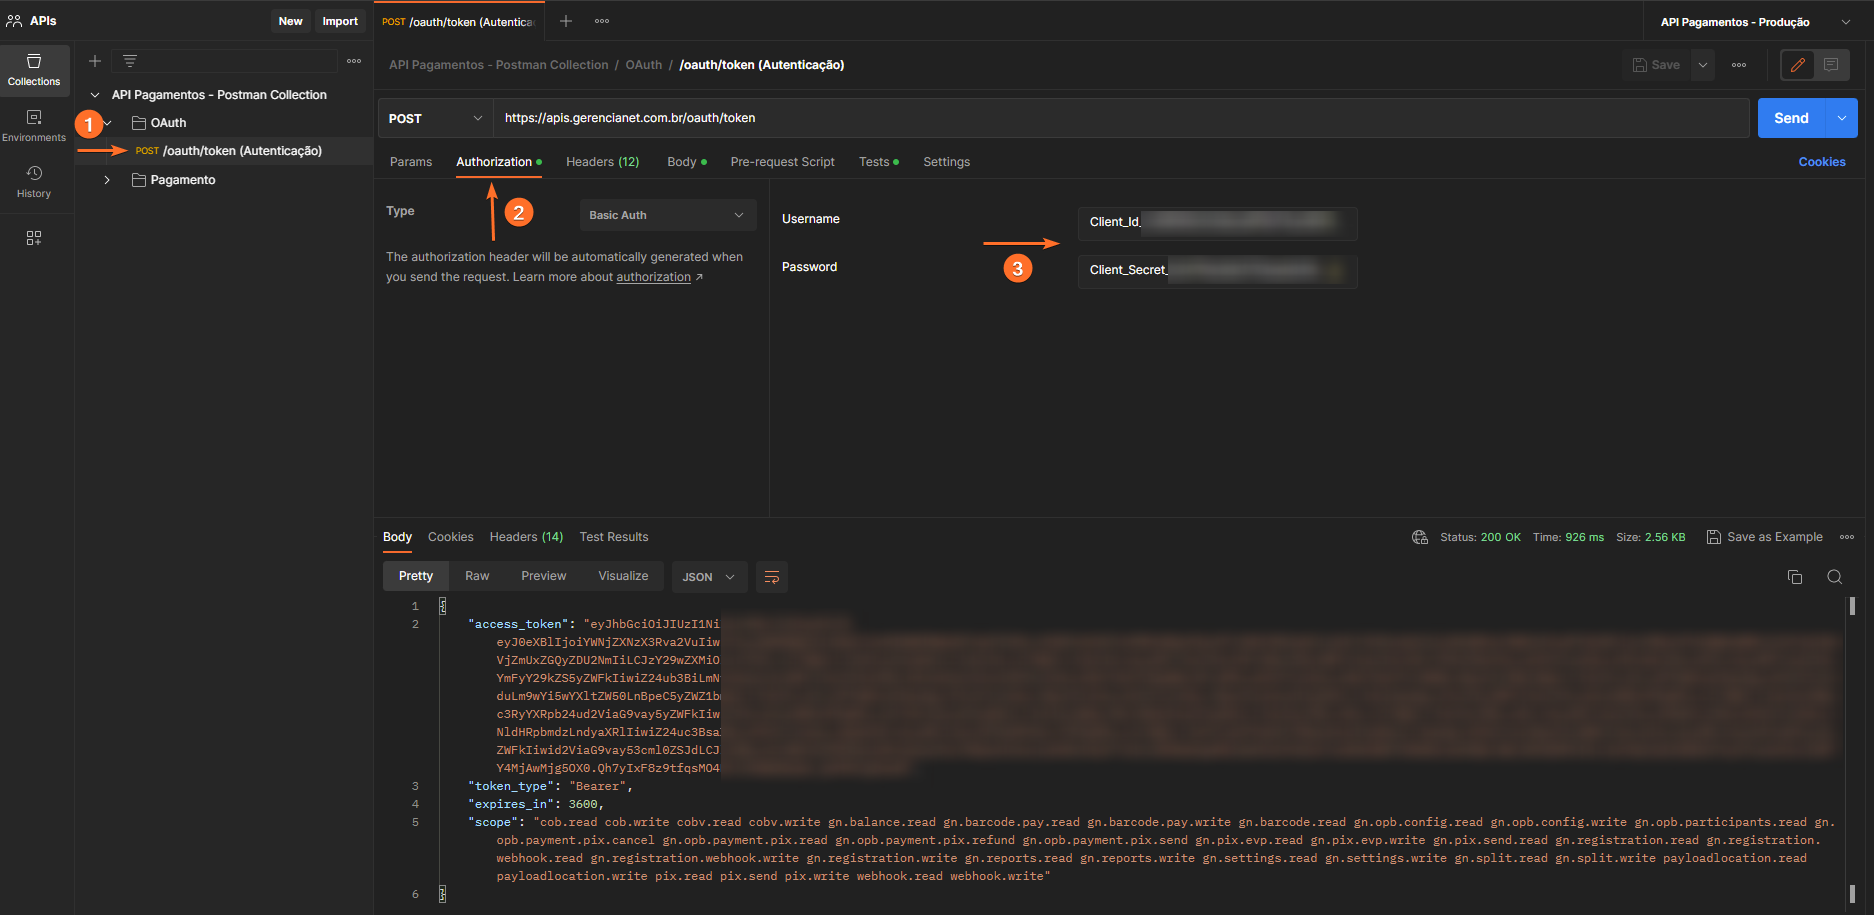 APIs
New
Import
POST /oauth/token (Autentica
API Pagamentos - Produção
Collections
Environments
History
API Pagamentos - Postman Collection
1
OAuth
POST /oauth/token (Autenticação)
Pagamento
API Pagamentos - Postman Collection / OAuth / /oauth/token (Autenticação)
Save
POST
https://apis.gerencianet.com.br/oauth/token
Send
Params
Authorization
Headers (12)
Body
Pre-request Script
Tests
Settings
Cookies
Type
2
Basic Auth
The authorization header will be automatically generated when
you send the request. Learn more about authorization ↗
Username
Client_Id_
3
Password
Client_Secret_
Body
Cookies
Headers (14)
Test Results
Status: 200 OK Time: 926 ms Size: 2.56 KB
Save as Example
Pretty
Raw
Preview
Visualize
JSON
1 {
2 "access_token": "eyJhbGciOiJIUzI1Ni
eyJ0eXBlIjoiYWNjZXNzX3Rva2VuIiw
VjZmUxZGQyZDU2NmIiLCJzY29wZXMiO
YmFyY29kZS5yZWFkIiwiZ24ub3BiLmN
duLm9wYi5wYXltZW50LnBpeC5yZWZ1b
c3RyYXRpb24ud2ViaG9vay5yZWFkIiw
NldHRpbmdzLndyaXRlIiwiZ24uc3Bsa
ZWFkIiwid2ViaG9vay53cml0ZSJdLCJ
Y4MjAwMjg5OX0.Qh7yIxF8z9tfqsMO4
3 "token_type": "Bearer",
4 "expires_in": 3600,
5 "scope": "cob.read cob.write cobv.read cobv.write gn.balance.read gn.barcode.pay.read gn.barcode.pay.write gn.barcode.read gn.opb.config.read gn.opb.config.write gn.opb.participants.read gn.
opb.payment.pix.cancel gn.opb.payment.pix.read gn.opb.payment.pix.refund gn.opb.payment.pix.send gn.pix.evp.read gn.pix.evp.write gn.pix.send.read gn.registration.read gn.registration.
webhook.read gn.registration.webhook.write gn.registration.write gn.reports.read gn.reports.write gn.settings.read gn.settings.write gn.split.read gn.split.write payloadlocation.read
payloadlocation.write pix.read pix.send pix.write webhook.read webhook.write"
6 }